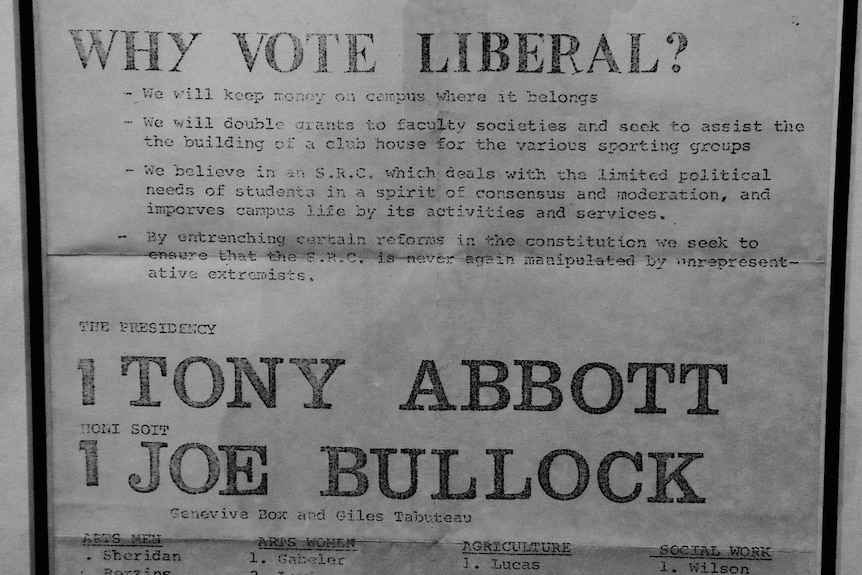 WHY VOTE LIBERAL?
- We will keep money on campus where it belongs
- We will double grants to faculty societies and seek to assist the
the building of a club house for the various sporting groups
- We believe in an S.R.C. which deals with the limited political
needs of students in a spirit of consensus and moderation, and
imporves campus life by its activities and services.
- By entrenching certain reforms in the constitution we seek to
ensure that the S.R.C. is never again manipulated by unrepresent-
ative extremists.
THE PRESIDENCY
1 TONY ABBOTT
HONI SOIT
1 JOE BULLOCK
Genevive Box and Giles Tabuteau
ARTS MEN ARTS WOMEN AGRICULTURE SOCIAL WORK
. Sheridan 1. Gabeler 1. Lucas 1. Wilson
Berzins 2.